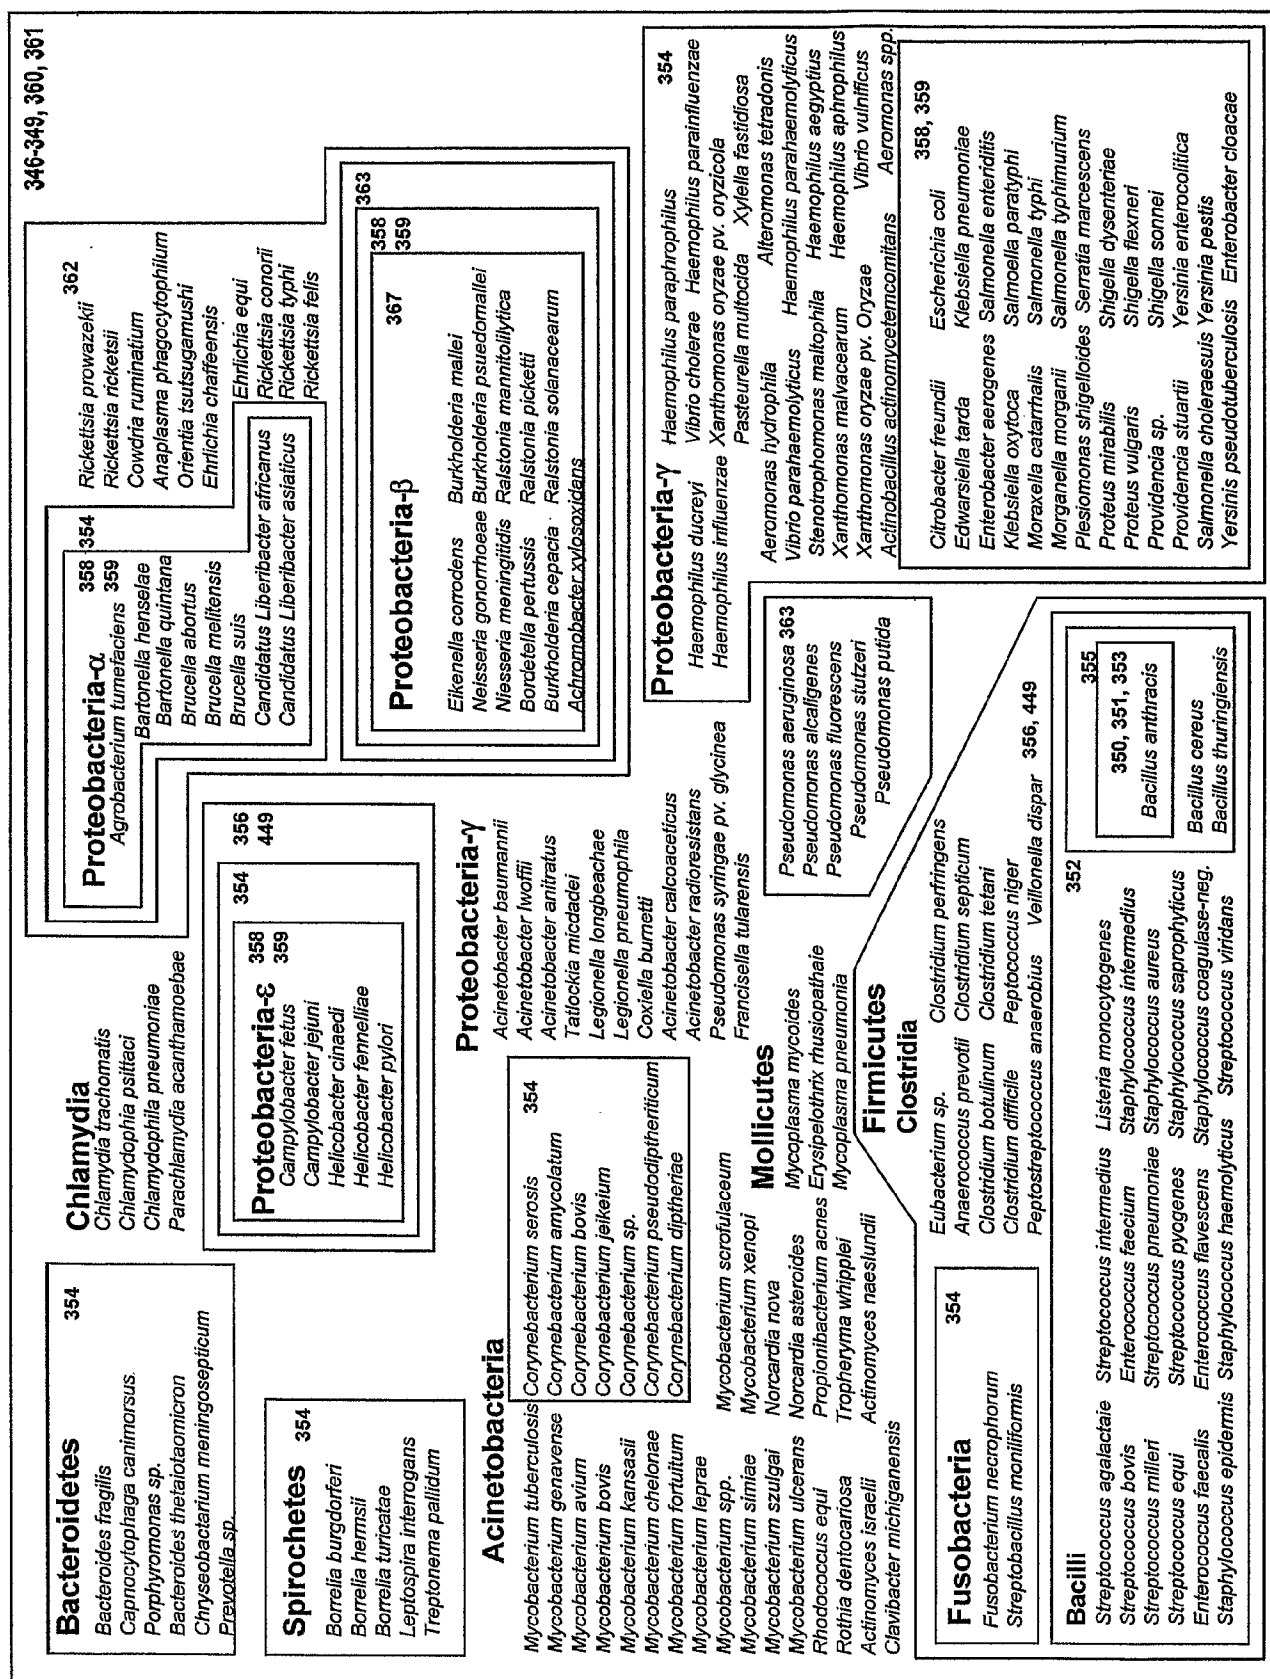 346-349, 360, 361
Bacteroidetes
354
Bacteroides fragilis
Capnocytophaga canimorsus.
Porphyromonas sp.
Bacteroides thetaiotaomicron
Chryseobactarium meningosepticum
Prevotella sp.
Chlamydia
Chlamydia trachomatis
Chlamydophia psittaci
Chlamydophila pneumoniae
Parachlamydia acanthamoebae
Proteobacteria-α
358 354
359
Agrobacterium tumefaciens
Bartonella henselae
Bartonella quintana
Brucella abortus
Brucella melitensis
Brucella suis
Candidatus Liberibacter africanus
Candidatus Liberibacter asiaticus
362
Rickettsia prowazekii
Rickettsia ricketsii
Cowdria ruminatium
Anaplasma phagocytophilum
Orientia tsutsugamushi
Ehrlichia chaffeensis
Ehrlichia equi
Rickettsia conorii
Rickettsia typhi
Rickettsia felis
Spirochetes
354
Borrelia burgdorferi
Borrelia hemsii
Borrelia turicatae
Leptospira interrogans
Treptonema pallidum
Proteobacteria-ε
358
359
354
356
449
Campylobacter fetus
Campylobacter jejuni
Helicobacter cinaedi
Helicobacter fennelliae
Helicobacter pylori
Proteobacteria-β
367
358
359
363
Eikenella corrodens Burkholderia mallei
Neisseria gonorrhoeae Burkholderia psuedomallei
Niesseria meningitidis Ralstonia mannitolilytica
Bordetella pertussis Ralstonia picketti
Burkholderia cepacia Ralstonia solanacearum
Achromobacter xylosoxidans
Acinetobacteria
Mycobacterium tuberculosis
Mycobacterium genavense
Mycobacterium avium
Mycobacterium bovis
Mycobacterium kansasii
Mycobacterium chelonae
Mycobacterium fortuitum
Mycobacterium leprae
Mycobacterium spp.
Mycobacterium simiae
Mycobacterium szulgai
Mycobacterium ulcerans
Rhodococcus equi
Rothia dentocariosa
Actinomyces israelii
Clavibacter michiganensis
354
Corynebacterium serosis
Corynebacterium amycolatum
Corynebacterium bovis
Corynebacterium jeikeium
Corynebacterium sp.
Corynebacterium pseudodiptheriticum
Corynebacterium diptheriae
Mycobacterium scrofulaceum
Mycobacterium xenopi
Norcardia nova
Norcardia asteroides
Propionibacterium acnes
Tropheryma whipplei
Actinomyces naeslundii
Proteobacteria-γ
Acinetobacter baumannii
Acinetobacter lwoffii
Acinetobacter anitratus
Tatlockia micdadei
Legionella longbeachae
Legionella pneumophila
Coxiella burnetti
Acinetobacter calcoaceticus
Acinetobacter radioresistans
Pseudomonas syringae pv. glycinea
Francisella tularensis
Pseudomonas aeruginosa 363
Pseudomonas alcaligenes
Pseudomonas fluorescens
Pseudomonas stutzeri
Pseudomonas putida
Proteobacteria-γ
354
Haemophilus ducreyi
Haemophilus influenzae
Haemophilus paraphrophilus
Vibrio cholerae Haemophilus parainfluenzae
Xanthomonas oryzae pv. oryzicola
Pasteurella multocida Xylella fastidiosa
Aeromonas hydrophila Alteromonas tetradonis
Vibrio parahaemolyticus Haemophilus parahaemolyticus
Stenotrophomonas maltophila Haemophilus aegyptius
Xanthomonas malvacearum Haemophilus aphrophilus
Xanthomonas oryzae pv. Oryzae Vibrio vulnificus
Actinobacillus actinomycetemcomitans Aeromonas spp.
358, 359
Citrobacter freundii Escherichia coli
Edwarsiella tarda Klebsiella pneumoniae
Enterobacter aerogenes Salmonella enteriditis
Klebsiella oxytoca Salmoella paratyphi
Moraxella catarrhalis Salmonella typhi
Morganella morganii Salmonella typhimurium
Plesiomonas shigelloides Serratia marcescens
Proteus mirabilis Shigella dysenteriae
Proteus vulgaris Shigella flexneri
Providencia sp. Shigella sonnei
Providencia stuartii Yersinia enterocolitica
Salmonella choleraesuis Yersinia pestis
Yersinis pseudotuberculosis Enterobacter cloacae
Mollicutes
Mycoplasma mycoides
Erysipelothrix rhusiopathaie
Mycoplasma pneumonia
Firmicutes
Clostridia
Eubacterium sp. Clostridium perfringens
Anaerococcus prevotii Clostridium septicum
Clostridium botulinum Clostridium tetani
Clostridium difficile Peptococcus niger
Peptostreptococcus anaerobius Veillonella dispar 356, 449
Fusobacteria
354
Fusobacterium necrophorum
Streptobacillus moniliformis
Bacilli
352
Streptococcus agalactaie Streptococcus intermedius Listeria monocytogenes
Streptococcus bovis Enterococcus faecium Staphylococcus intermedius
Streptococcus milleri Streptococcus pneumoniae Staphylococcus aureus
Streptococcus equi Streptococcus pyogenes Staphylococcus saprophyticus
Enterococcus faecalis Enterococcus flavescens Staphylococcus coagulase-neg.
Staphylococcus epidermis Staphylococcus haemolyticus Streptococcus viridans
355
350, 351, 353
Bacillus anthracis
Bacillus cereus
Bacillus thuringiensis